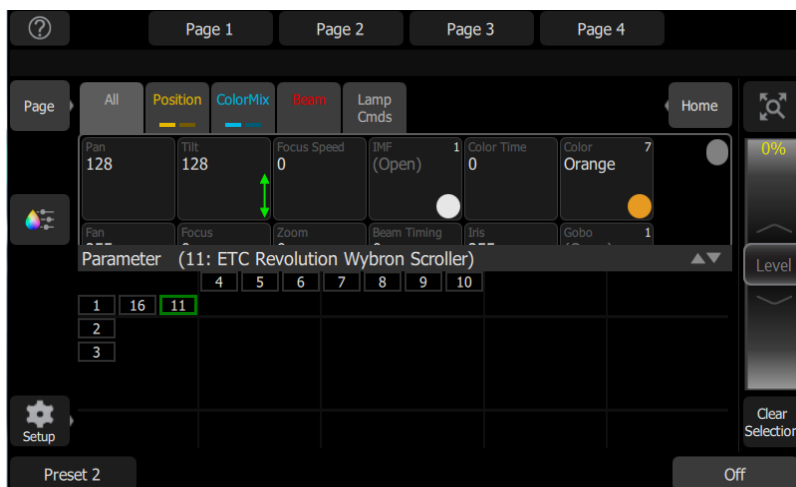 ?
Page 1
Page 2
Page 3
Page 4
Page
All
Position
ColorMix
Beam
Lamp
Cmds
Home
Pan
128
Tilt
128
Focus Speed
0
IMF 1
(Open)
Color Time
0
Color 7
Orange
0%
Fan
Focus
Zoom
Beam Timing
Iris
Gobo 1
Parameter (11: ETC Revolution Wybron Scroller)
Level
4 5 6 7 8 9 10
1 16 11
2
3
Setup
Clear
Selection
Preset 2
Off